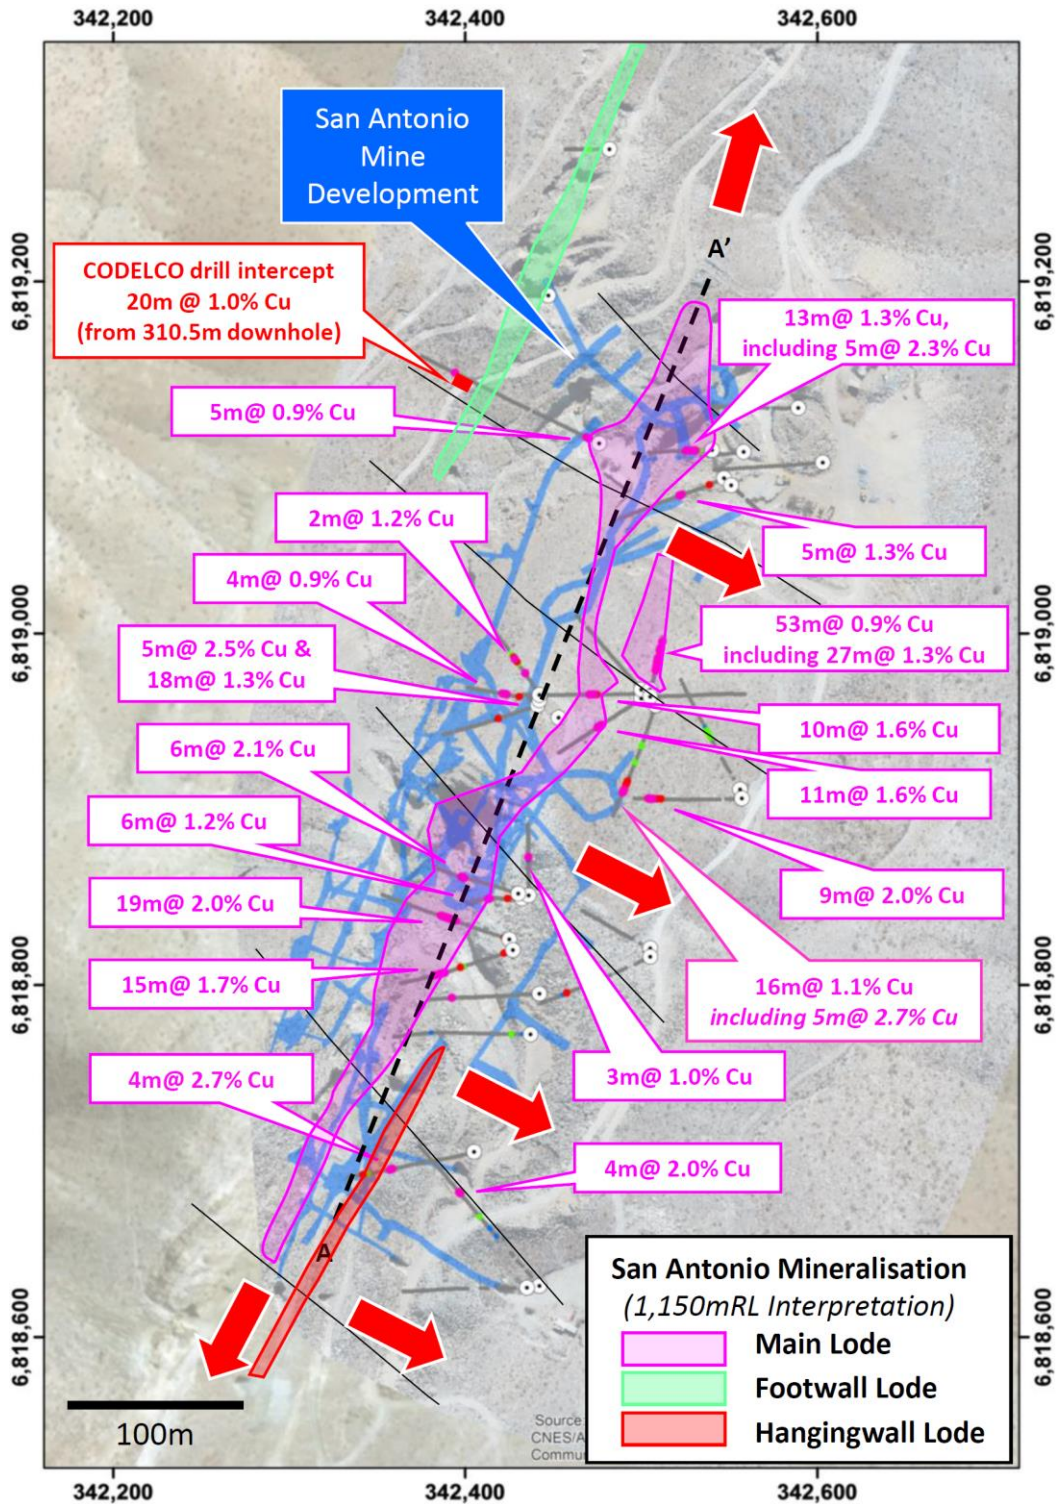 342,200
342,400
342,600
San Antonio
Mine
Development
A'
6,819,200
6,819,200
CODELCO drill intercept
20m @ 1.0% Cu
(from 310.5m downhole)
13m@ 1.3% Cu,
including 5m@ 2.3% Cu
5m@ 0.9% Cu
2m@ 1.2% Cu
5m@ 1.3% Cu
4m@ 0.9% Cu
6,819,000
6,819,000
53m@ 0.9% Cu
including 27m@ 1.3% Cu
5m@ 2.5% Cu &
18m@ 1.3% Cu
10m@ 1.6% Cu
6m@ 2.1% Cu
11m@ 1.6% Cu
6m@ 1.2% Cu
9m@ 2.0% Cu
19m@ 2.0% Cu
15m@ 1.7% Cu
6,818,800
6,818,800
16m@ 1.1% Cu
including 5m@ 2.7% Cu
4m@ 2.7% Cu
3m@ 1.0% Cu
4m@ 2.0% Cu
A
San Antonio Mineralisation
(1,150mRL Interpretation)
Main Lode
Footwall Lode
Hangingwall Lode
6,818,600
6,818,600
100m
Source:
CNES/A
Commu
342,200
342,400
342,600